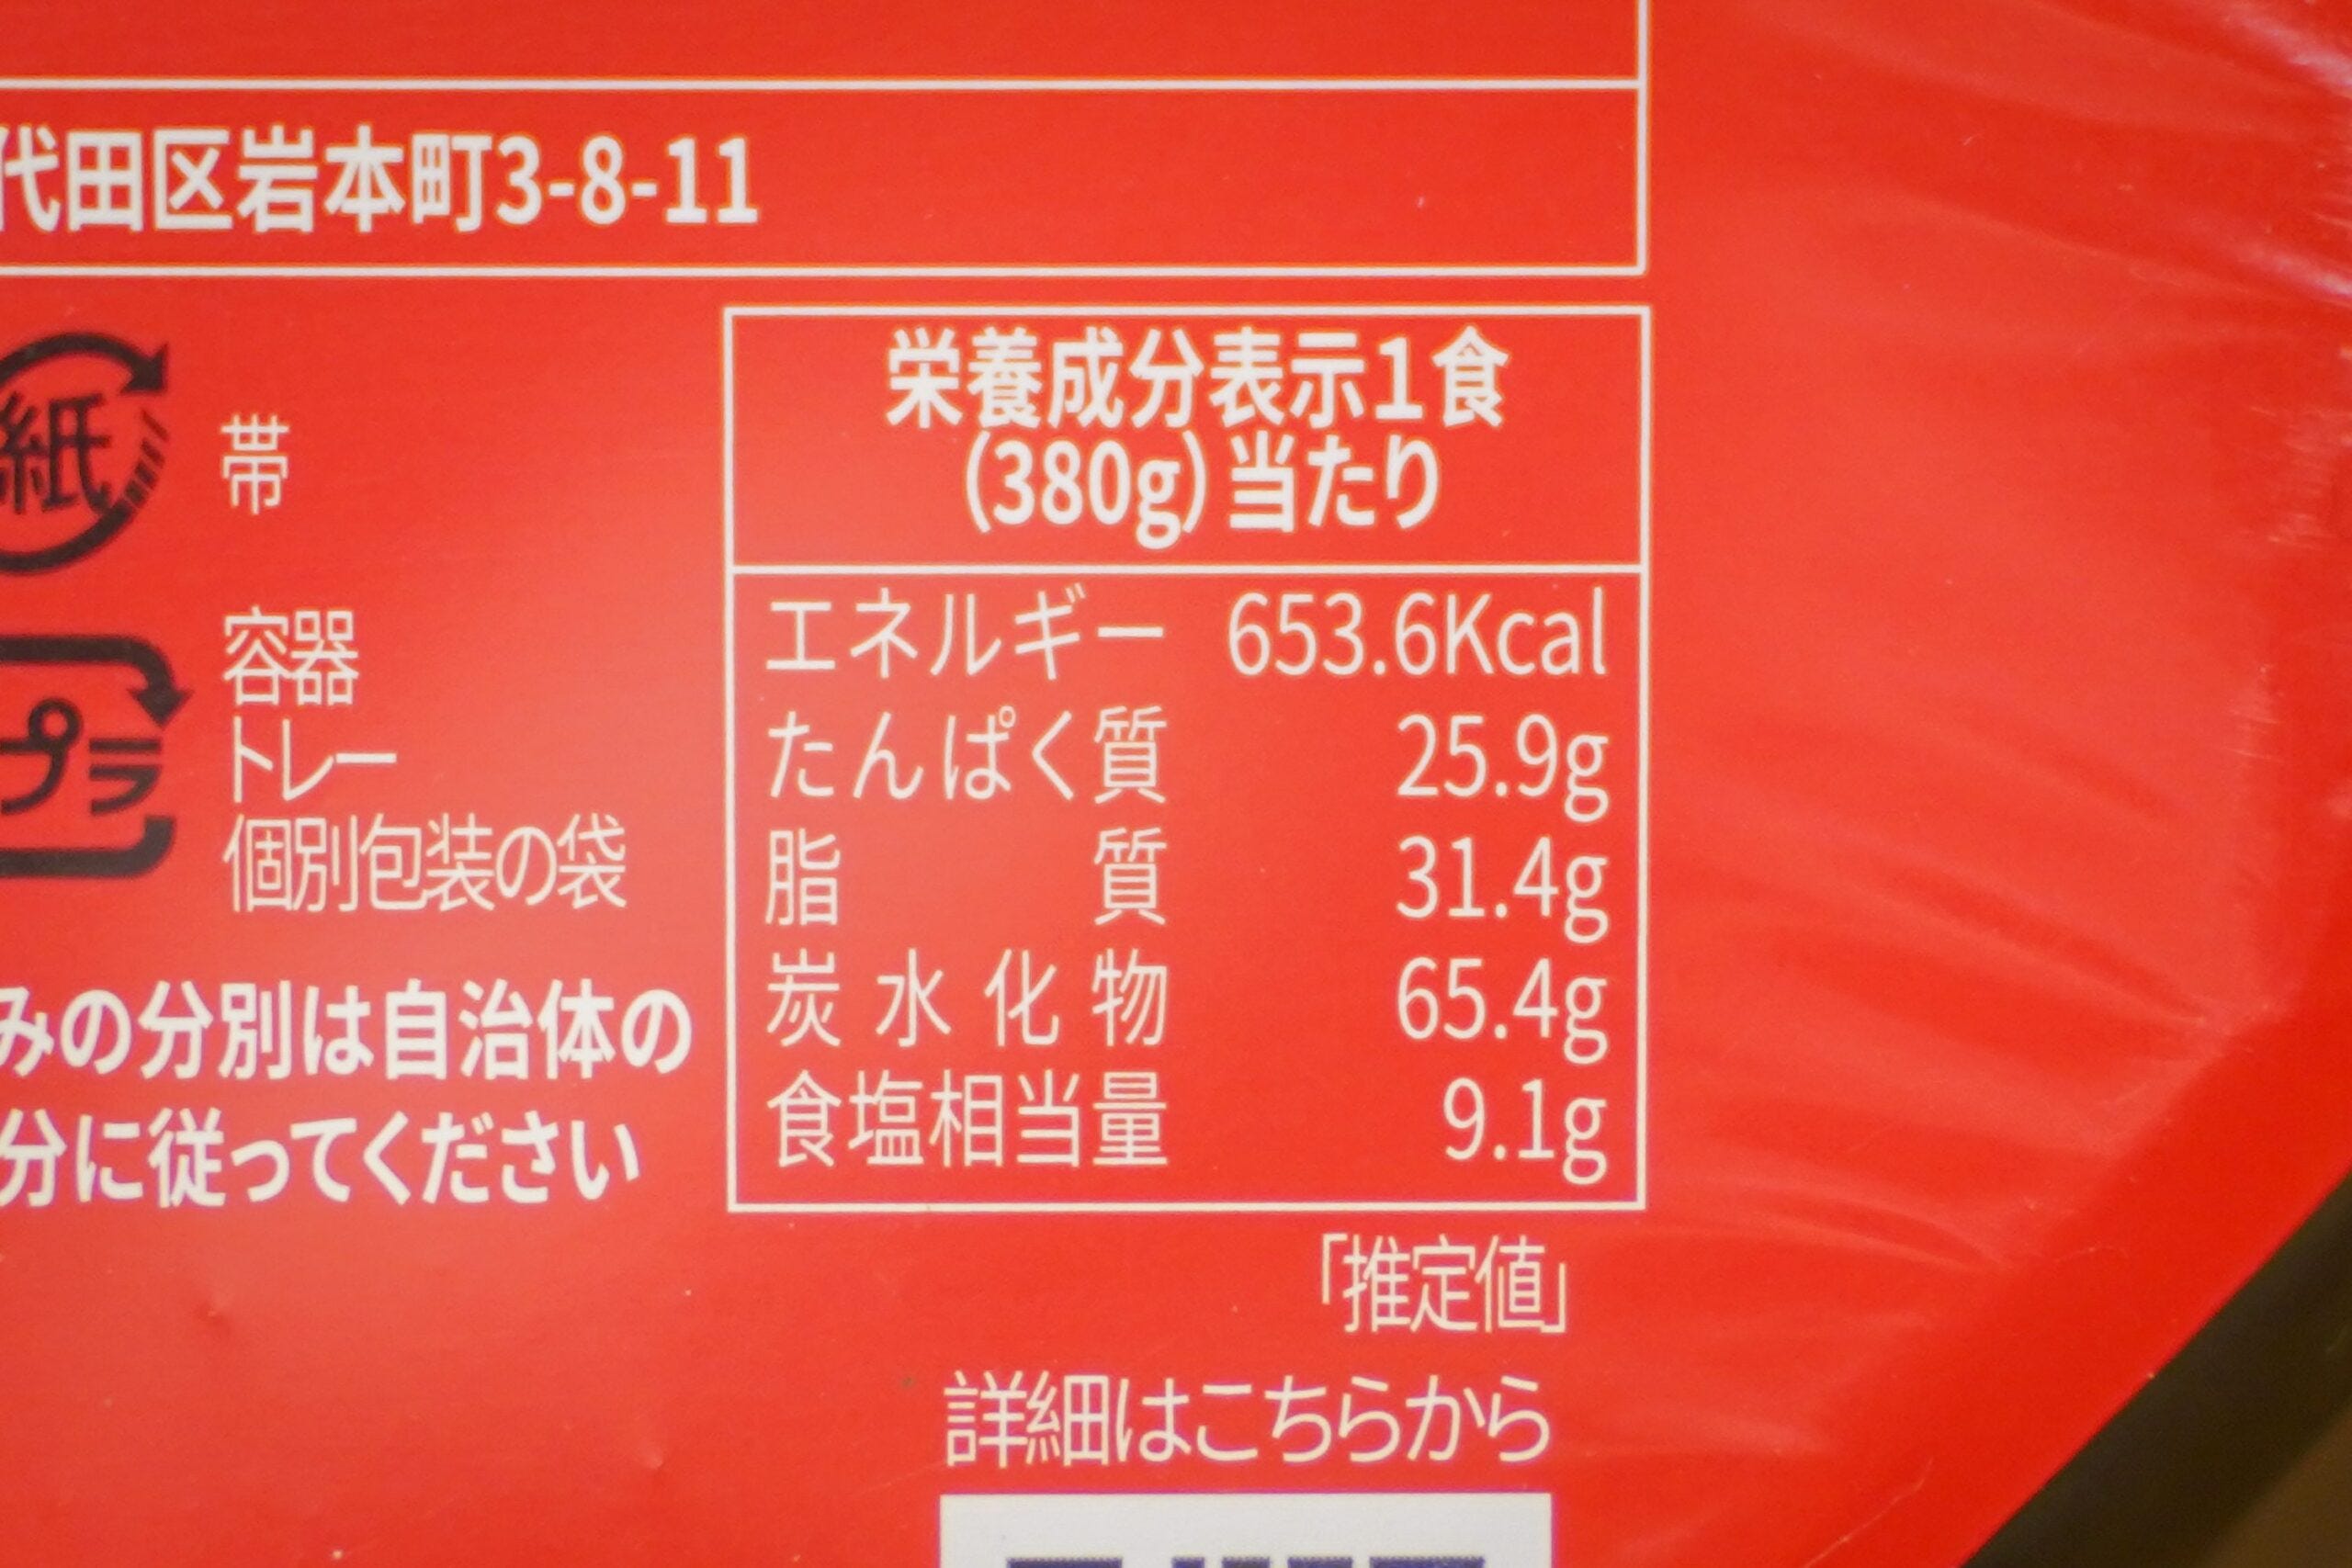 代田区岩本町3-8-11
紙
帯
プラ
容器
トレー
個別包装の袋
みの分別は自治体の
分に従ってください
栄養成分表示1食
(380g)当たり
エネルギー 653.6Kcal
たんぱく質 25.9g
脂質 31.4g
炭水化物 65.4g
食塩相当量 9.1g
「推定値」
詳細はこちらから